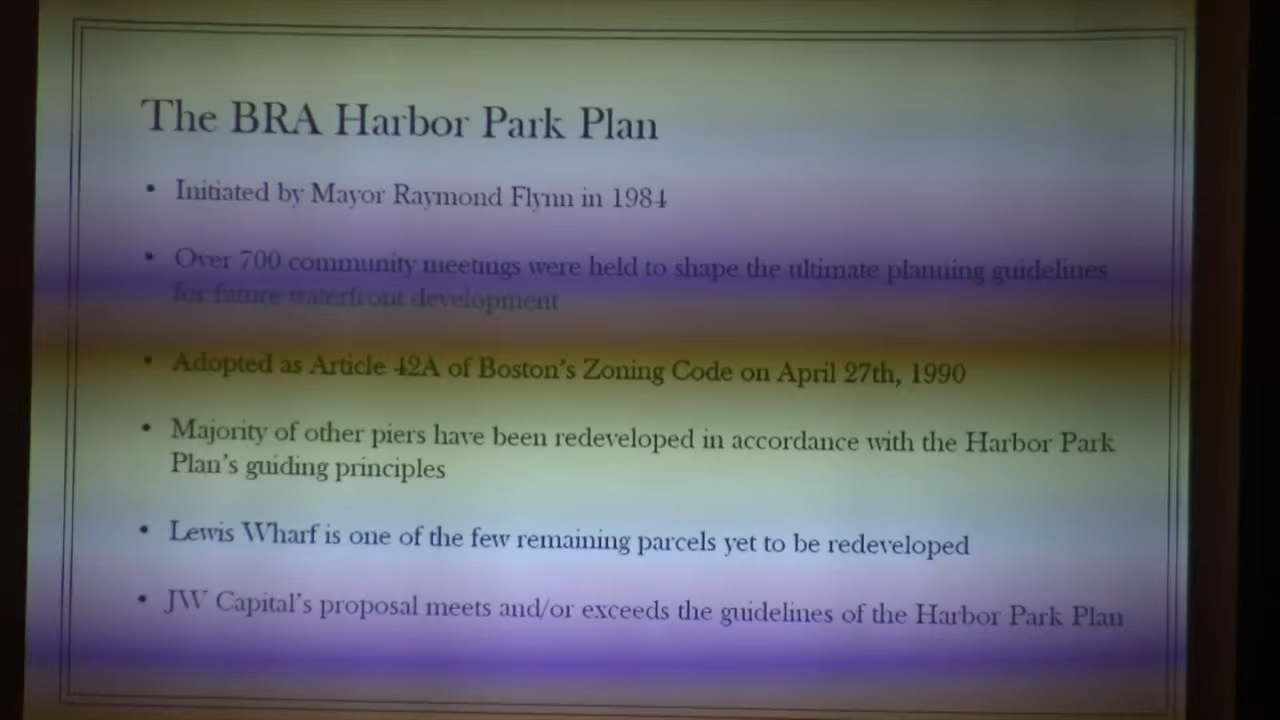 The BRA Harbor Park Plan
• Initiated by Mayor Raymond Flynn in 1984
• Over 700 community meetings were held to shape the ultimate planning guidelines
for future waterfront development
• Adopted as Article 42A of Boston's Zoning Code on April 27th, 1990
• Majority of other piers have been redeveloped in accordance with the Harbor Park
Plan's guiding principles
• Lewis Wharf is one of the few remaining parcels yet to be redeveloped
• JW Capital's proposal meets and/or exceeds the guidelines of the Harbor Park Plan